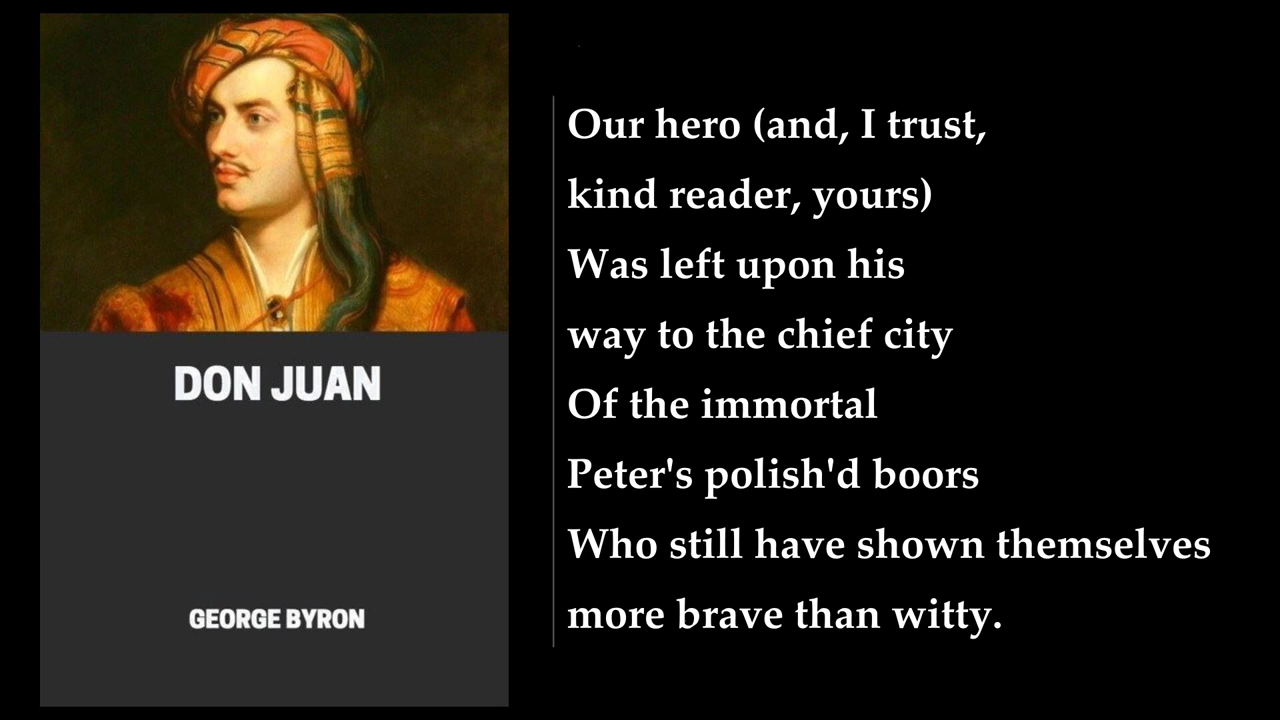 DON JUAN
GEORGE BYRON
Our hero (and, I trust,
kind reader, yours)
Was left upon his
way to the chief city
Of the immortal
Peter's polish'd boors
Who still have shown themselves
more brave than witty.